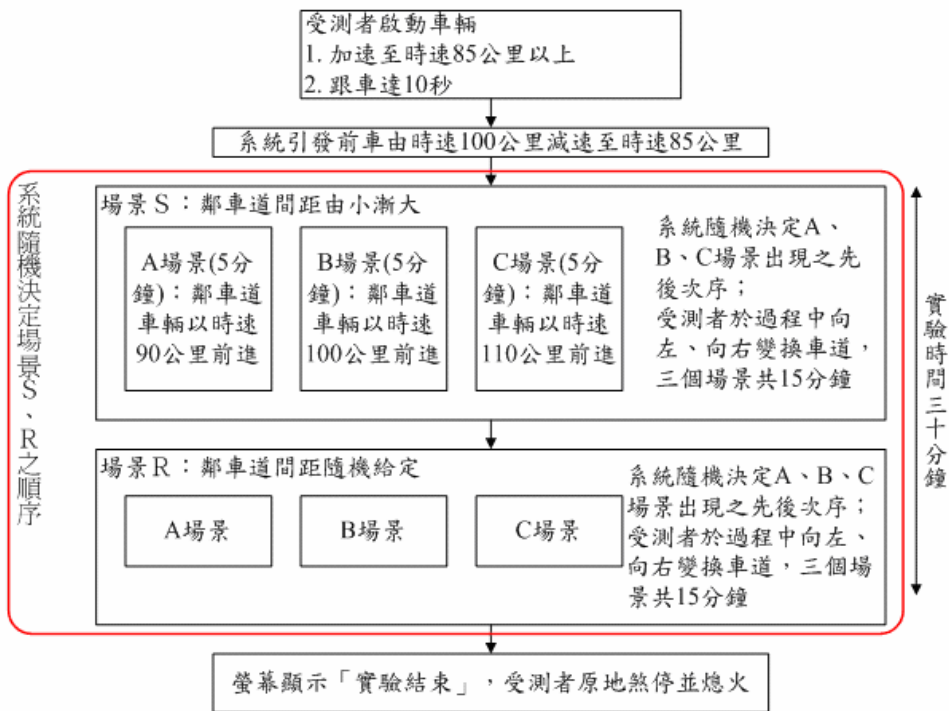 受測者啟動車輛
1. 加速至時速85公里以上
2. 跟車達10秒
系統引發前車由時速100公里減速至時速85公里
系統隨機決定場景S、R之順序
場景S：鄰車道間距由小漸大
A場景(5分
鐘)：鄰車道
車輛以時速
90公里前進
B場景(5分
鐘)：鄰車道
車輛以時速
100公里前進
C場景(5分
鐘)：鄰車道
車輛以時速
110公里前進
系統隨機決定A、
B、C場景出現之先
後次序；
受測者於過程中向
左、向右變換車道，
三個場景共15分鐘
場景R：鄰車道間距隨機給定
A場景
B場景
C場景
系統隨機決定A、B、C
場景出現之先後次序；
受測者於過程中向左、
向右變換車道，三個場
景共15分鐘
實驗時間三十分鐘
螢幕顯示「實驗結束」，受測者原地煞停並熄火